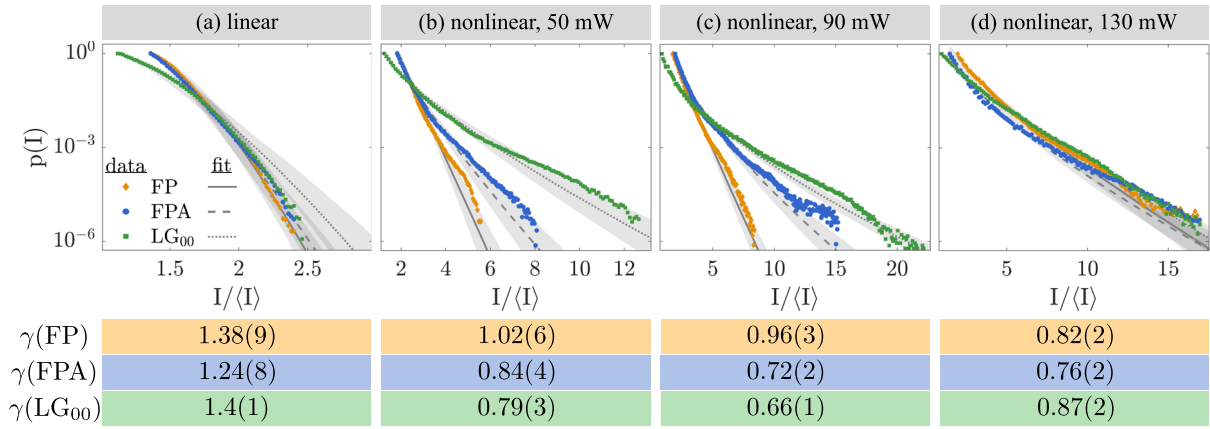 (a) linear
(b) nonlinear, 50 mW
(c) nonlinear, 90 mW
(d) nonlinear, 130 mW
p(I)
10⁰
10⁻³
10⁻⁶
data fit
FP
FPA
LG₀₀
1.5 2 2.5
2 4 6 8 10 12
5 10 15 20
5 10 15
I/⟨I⟩ I/⟨I⟩ I/⟨I⟩ I/⟨I⟩
γ(FP) 1.38(9) 1.02(6) 0.96(3) 0.82(2)
γ(FPA) 1.24(8) 0.84(4) 0.72(2) 0.76(2)
γ(LG₀₀) 1.4(1) 0.79(3) 0.66(1) 0.87(2)